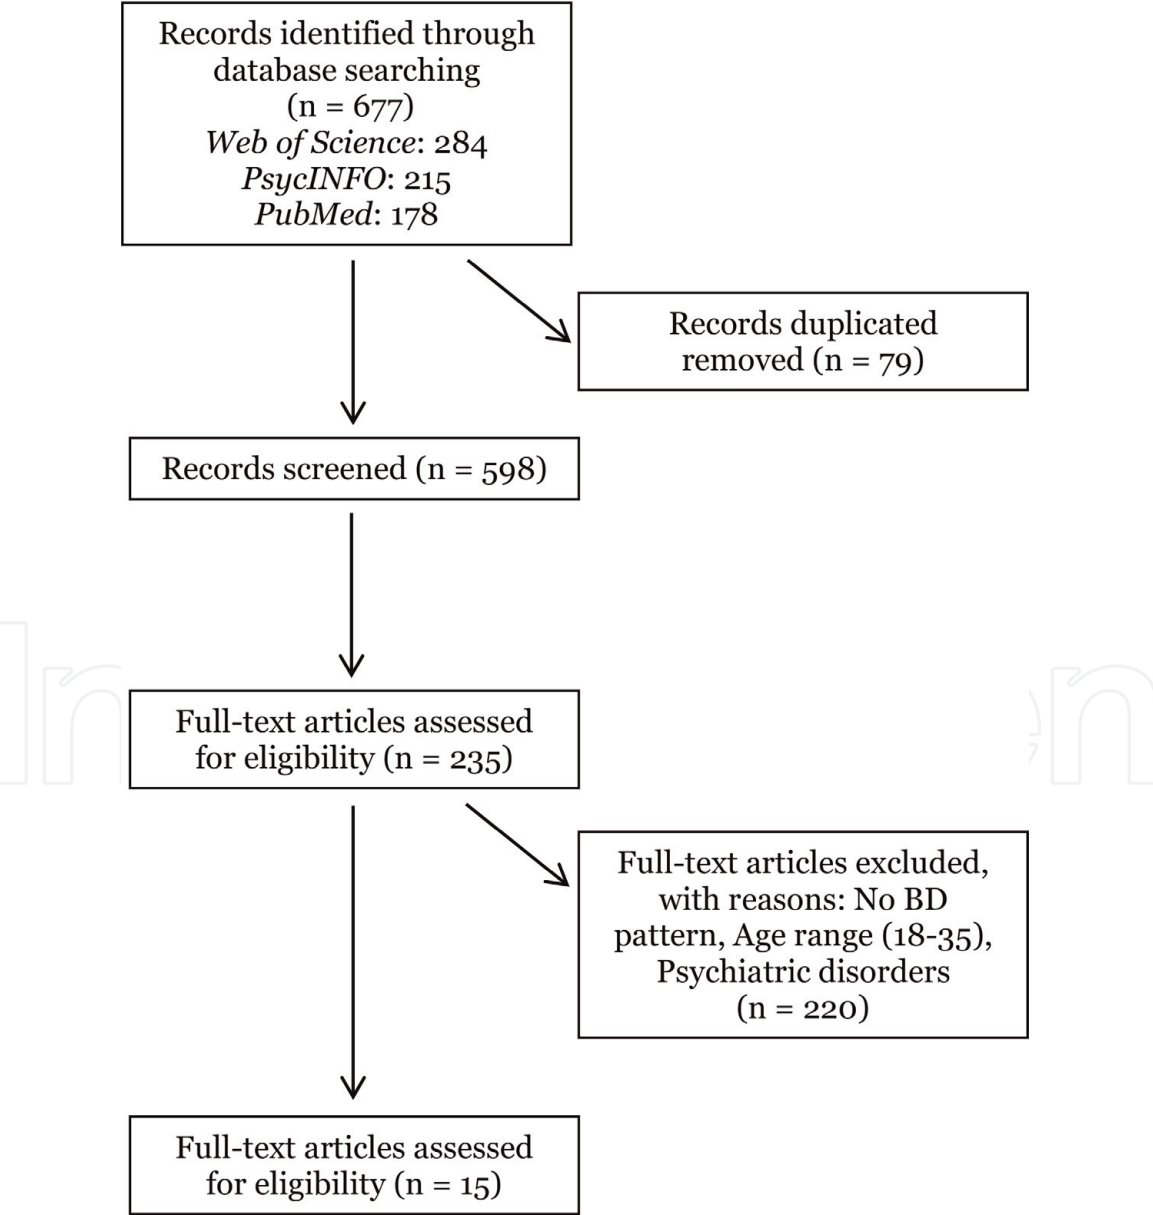 Records identified through
database searching
(n = 677)
Web of Science: 284
PsycINFO: 215
PubMed: 178
Records duplicated
removed (n = 79)
Records screened (n = 598)
Full-text articles assessed
for eligibility (n = 235)
Full-text articles excluded,
with reasons: No BD
pattern, Age range (18-35),
Psychiatric disorders
(n = 220)
Full-text articles assessed
for eligibility (n = 15)